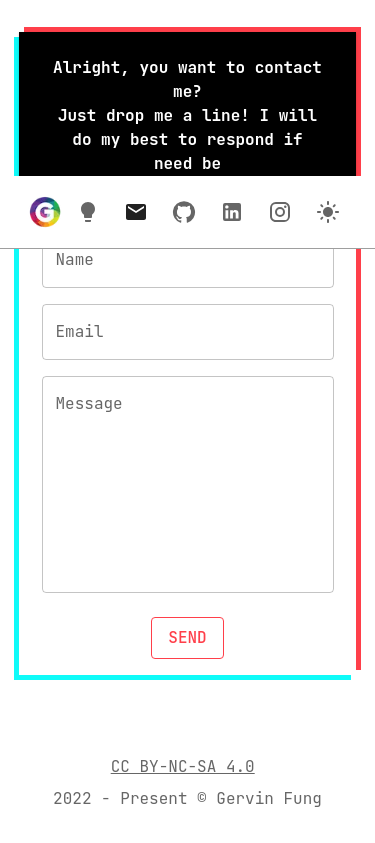 Alright, you want to contact
me?
Just drop me a line! I will
do my best to respond if
need be
Name
Email
Message
SEND
CC BY-NC-SA 4.0
2022 - Present © Gervin Fung